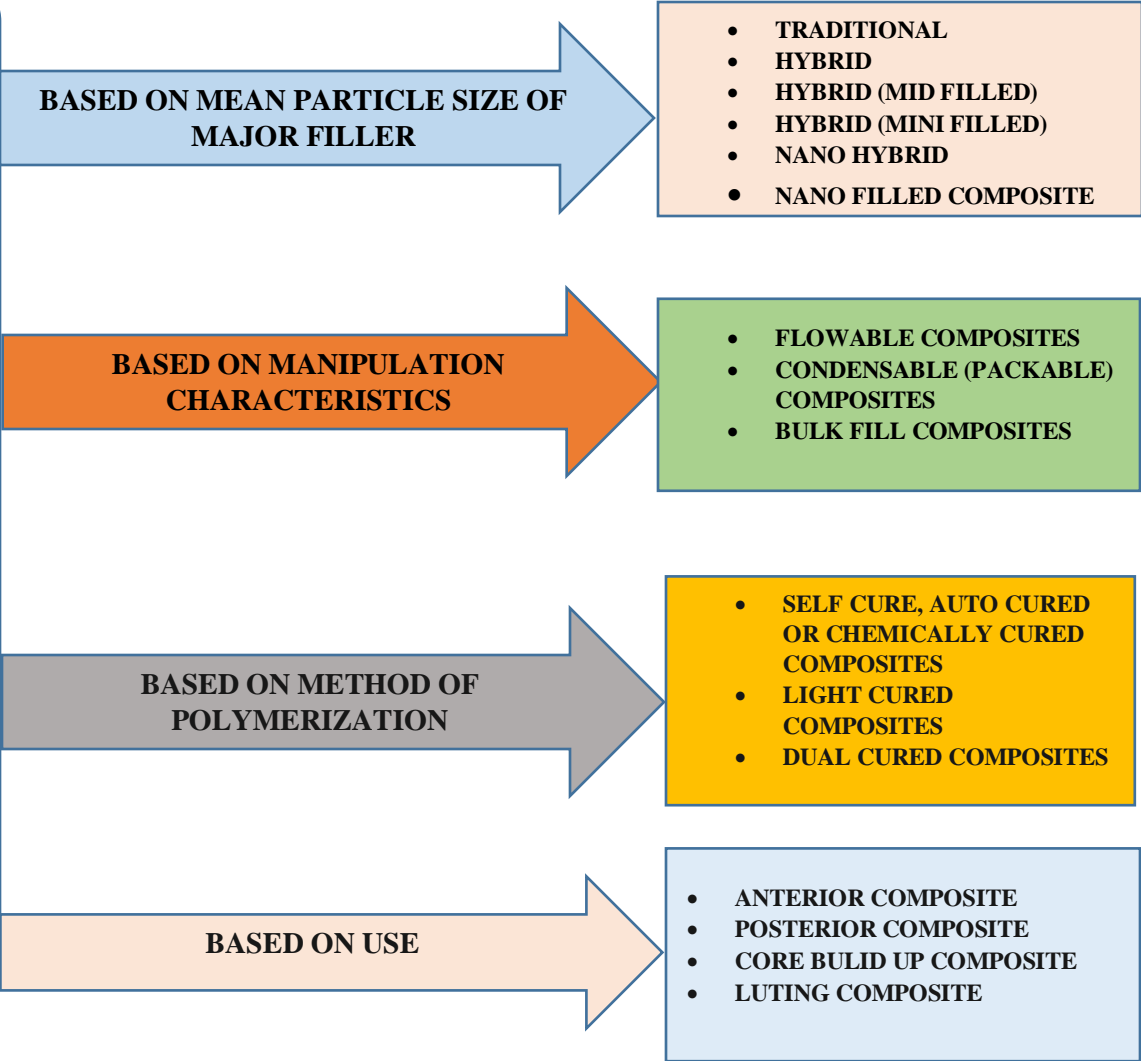 BASED ON MEAN PARTICLE SIZE OF
MAJOR FILLER
• TRADITIONAL
• HYBRID
• HYBRID (MID FILLED)
• HYBRID (MINI FILLED)
• NANO HYBRID
• NANO FILLED COMPOSITE
BASED ON MANIPULATION
CHARACTERISTICS
• FLOWABLE COMPOSITES
• CONDENSABLE (PACKABLE)
COMPOSITES
• BULK FILL COMPOSITES
BASED ON METHOD OF
POLYMERIZATION
• SELF CURE, AUTO CURED
OR CHEMICALLY CURED
COMPOSITES
• LIGHT CURED
COMPOSITES
• DUAL CURED COMPOSITES
BASED ON USE
• ANTERIOR COMPOSITE
• POSTERIOR COMPOSITE
• CORE BULID UP COMPOSITE
• LUTING COMPOSITE